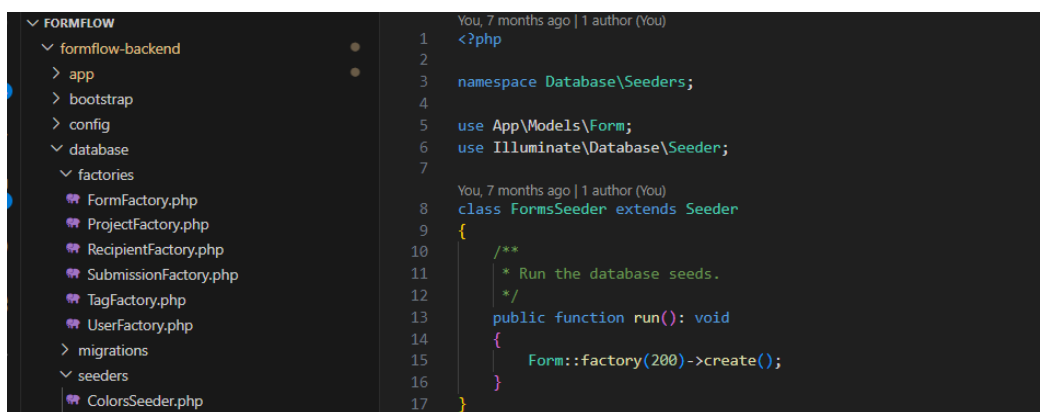 FORMFLOW
formflow-backend
app
bootstrap
config
database
factories
FormFactory.php
ProjectFactory.php
RecipientFactory.php
SubmissionFactory.php
TagFactory.php
UserFactory.php
migrations
seeders
ColorsSeeder.php
You, 7 months ago | 1 author (You)
1 <?php
2
3 namespace Database\Seeders;
4
5 use App\Models\Form;
6 use Illuminate\Database\Seeder;
7
You, 7 months ago | 1 author (You)
8 class FormsSeeder extends Seeder
9 {
10     /**
11      * Run the database seeds.
12      */
13     public function run(): void
14     {
15         Form::factory(200)->create();
16     }
17 }